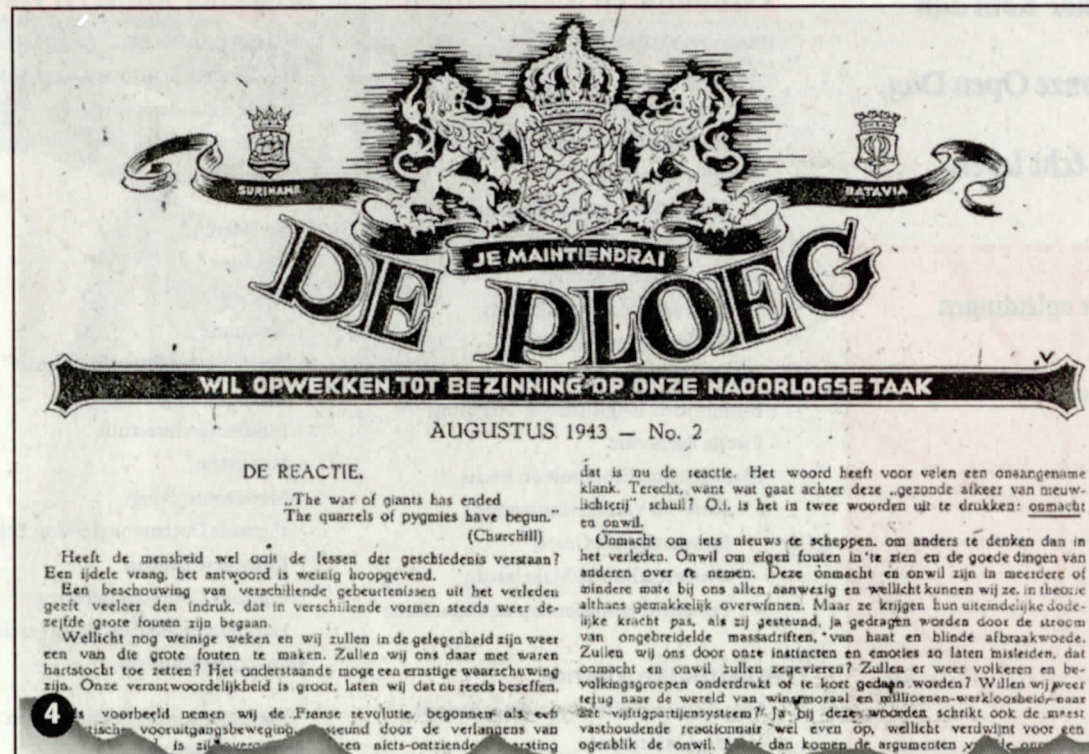 SURINAME
BATAVIA
JE MAINTIENDRAI
DE PLOEG
WIL OPWEKKEN TOT BEZINNING OP ONZE NAOORLOGSE TAAK
AUGUSTUS 1943 — No. 2
DE REACTIE.
„The war of giants has ended
The quarrels of pygmies have begun."
(Churchill)
Heeft de mensheid wel ooit de lessen der geschiedenis verstaan?
Een ijdele vraag, het antwoord is weinig hoopgevend.
Een beschouwing van verschillende gebeurtenissen uit het verleden
geeft veeleer den indruk, dat in verschillende vormen steeds weer de-
zelfde grote fouten zijn begaan.
Wellicht nog weinige weken en wij zullen in de gelegenheid zijn weer
een van die grote fouten te maken. Zullen wij ons daar met waren
hartstocht toe zetten? Het onderstaande moge een ernstige waarschuwing
zijn. Onze verantwoordelijkheid is groot, laten wij dat nu reeds beseffen.
4
voorbeeld nemen wij de Franse revolutie, begonnen als een
vooruitgangsbeweging, gesteund door de verlangens van
is zij niets-ontziende
dat is nu de reactie. Het woord heeft voor velen een onaangename
klank. Terecht, want wat gaat achter deze „gezonde afkeer van nieuw-
lichterij" schuil? O.i. is het in twee woorden uit te drukken: onmacht
en onwil.
Onmacht om iets nieuws te scheppen, om anders te denken dan in
het verleden. Onwil om eigen fouten in te zien en de goede dingen van
anderen over te nemen. Deze onmacht en onwil zijn in meerdere of
mindere mate bij ons allen aanwezig en wellicht kunnen wij ze, in theorie
althans gemakkelijk overwinnen. Maar ze krijgen hun uiteindelijke dode-
lijke kracht pas, als zij gesteund, ja gedragen worden door de stroom
van ongebreidelde massadriften, van haat en blinde afbraakwoede.
Zullen wij ons door onze instincten en emoties zo laten misleiden, dat
onmacht en onwil zullen zegevieren? Zullen er weer volkeren en be-
volkingsgroepen onderdrukt of te kort gedaan worden? Willen wij weer
terug naar de wereld van winstmoraal en millioenen-werkloosheid, naar
het vijftigpartijensysteem? Ja bij deze woorden schrikt ook de meest
vasthoudende reactionnair wel even op, wellicht verdwijnt voor een
ogenblik de onwil. Maar dan komen de argumenten